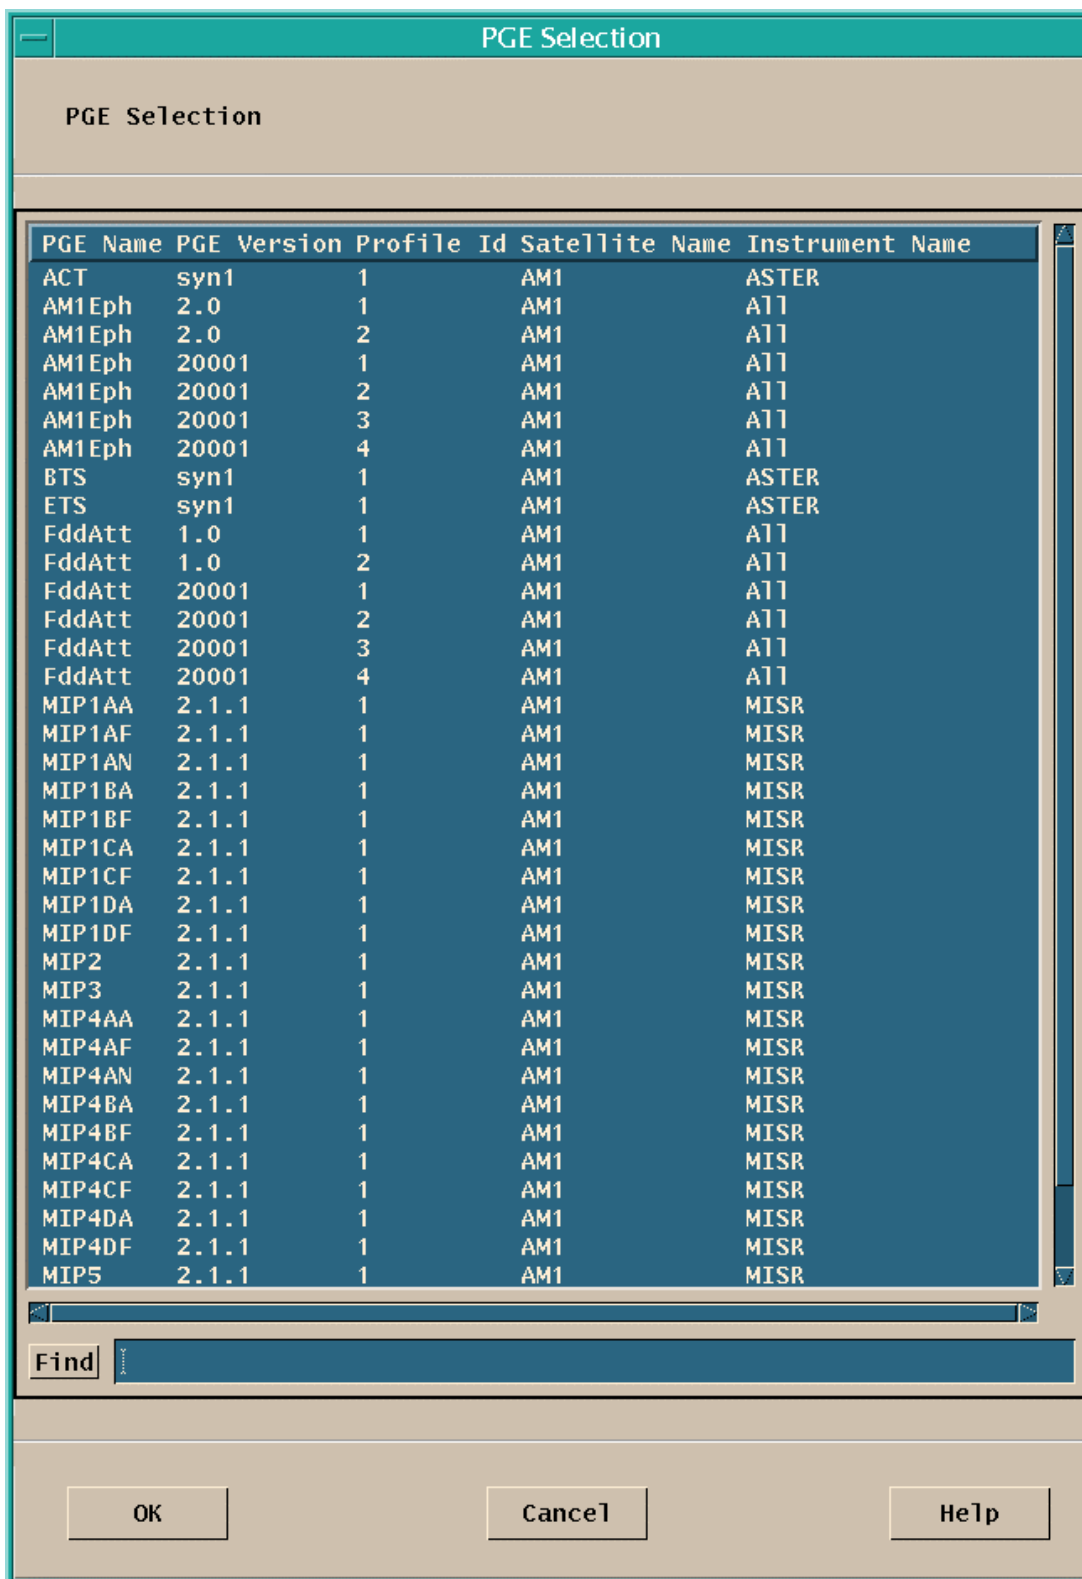 PGE Selection
PGE Selection
PGE Name PGE Version Profile Id Satellite Name Instrument Name
ACT syn1 1 AM1 ASTER
AM1Eph 2.0 1 AM1 All
AM1Eph 2.0 2 AM1 All
AM1Eph 20001 1 AM1 All
AM1Eph 20001 2 AM1 All
AM1Eph 20001 3 AM1 All
AM1Eph 20001 4 AM1 All
BTS syn1 1 AM1 ASTER
ETS syn1 1 AM1 ASTER
FddAtt 1.0 1 AM1 All
FddAtt 1.0 2 AM1 All
FddAtt 20001 1 AM1 All
FddAtt 20001 2 AM1 All
FddAtt 20001 3 AM1 All
FddAtt 20001 4 AM1 All
MIP1AA 2.1.1 1 AM1 MISR
MIP1AF 2.1.1 1 AM1 MISR
MIP1AN 2.1.1 1 AM1 MISR
MIP1BA 2.1.1 1 AM1 MISR
MIP1BF 2.1.1 1 AM1 MISR
MIP1CA 2.1.1 1 AM1 MISR
MIP1CF 2.1.1 1 AM1 MISR
MIP1DA 2.1.1 1 AM1 MISR
MIP1DF 2.1.1 1 AM1 MISR
MIP2 2.1.1 1 AM1 MISR
MIP3 2.1.1 1 AM1 MISR
MIP4AA 2.1.1 1 AM1 MISR
MIP4AF 2.1.1 1 AM1 MISR
MIP4AN 2.1.1 1 AM1 MISR
MIP4BA 2.1.1 1 AM1 MISR
MIP4BF 2.1.1 1 AM1 MISR
MIP4CA 2.1.1 1 AM1 MISR
MIP4CF 2.1.1 1 AM1 MISR
MIP4DA 2.1.1 1 AM1 MISR
MIP4DF 2.1.1 1 AM1 MISR
MIP5 2.1.1 1 AM1 MISR
Find
OK Cancel Help